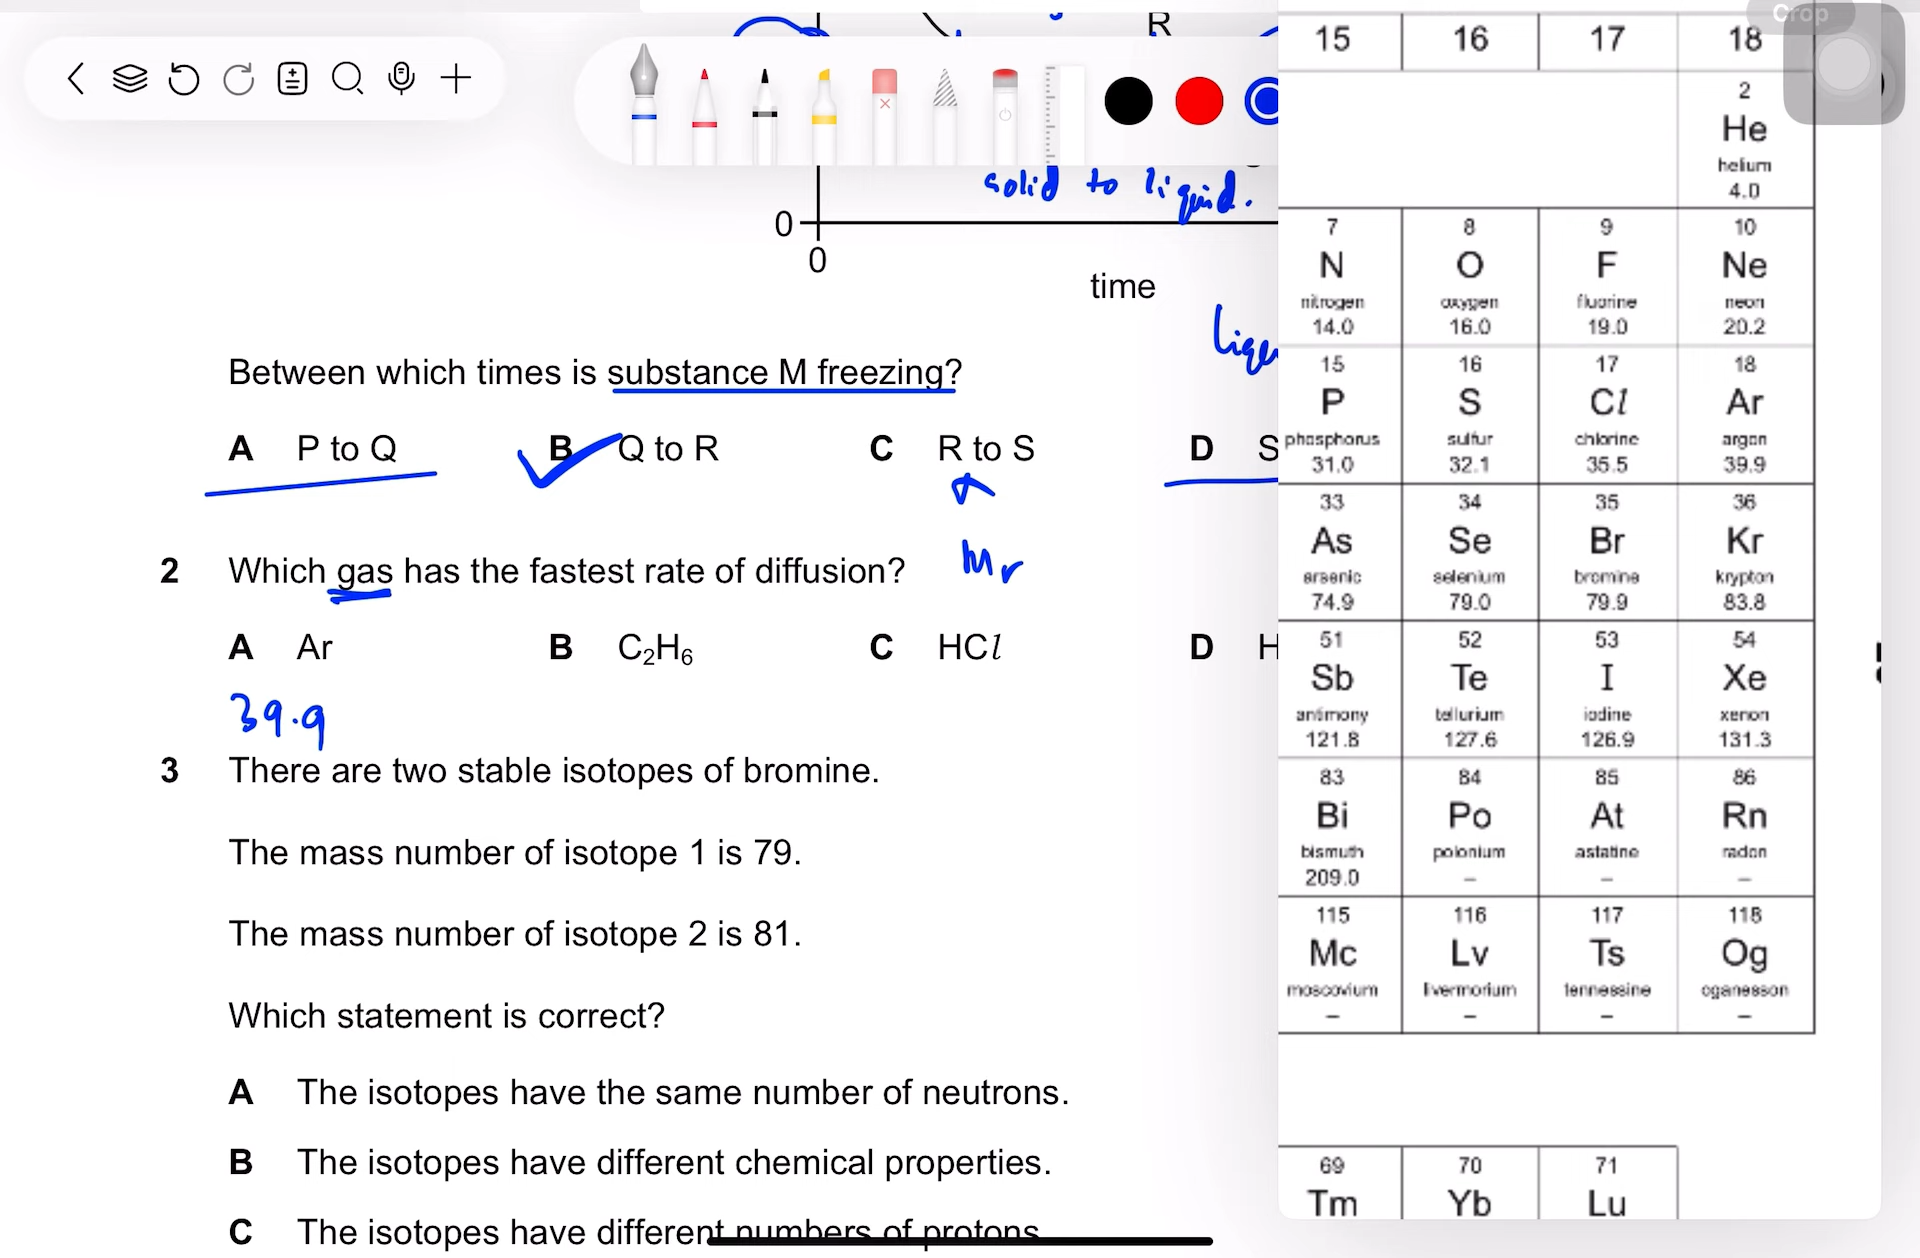 R
solid to liquid.
0
0
time
Between which times is substance M freezing?
A P to Q B Q to R C R to S D S
Mr
2 Which gas has the fastest rate of diffusion?
A Ar B C₂H₆ C HCl D H
39.9
3 There are two stable isotopes of bromine.
The mass number of isotope 1 is 79.
The mass number of isotope 2 is 81.
Which statement is correct?
A The isotopes have the same number of neutrons.
B The isotopes have different chemical properties.
C The isotopes have different numbers of protons
Crop
15 16 17 18
2
He
helium
4.0
7 8 9 10
N O F Ne
nitrogen oxygen fluorine neon
14.0 16.0 19.0 20.2
15 16 17 18
P S Cl Ar
phosphorus sulfur chlorine argon
31.0 32.1 35.5 39.9
33 34 35 36
As Se Br Kr
arsenic selenium bromine krypton
74.9 79.0 79.9 83.8
51 52 53 54
Sb Te I Xe
antimony tellurium iodine xenon
121.8 127.6 126.9 131.3
83 84 85 86
Bi Po At Rn
bismuth polonium astatine radon
209.0 – – –
115 116 117 118
Mc Lv Ts Og
moscovium livermorium tennessine oganesson
– – – –
69 70 71
Tm Yb Lu